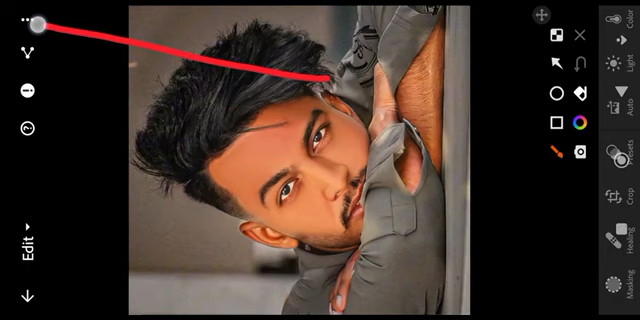 Edit
Color
Light
Auto
Presets
Crop
Healing
Masking